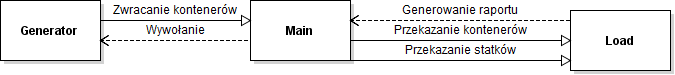 Zwracanie kontenerów
Generowanie raportu
Generator
Wywołanie
Main
Przekazanie kontenerów
Load
Przekazanie statków